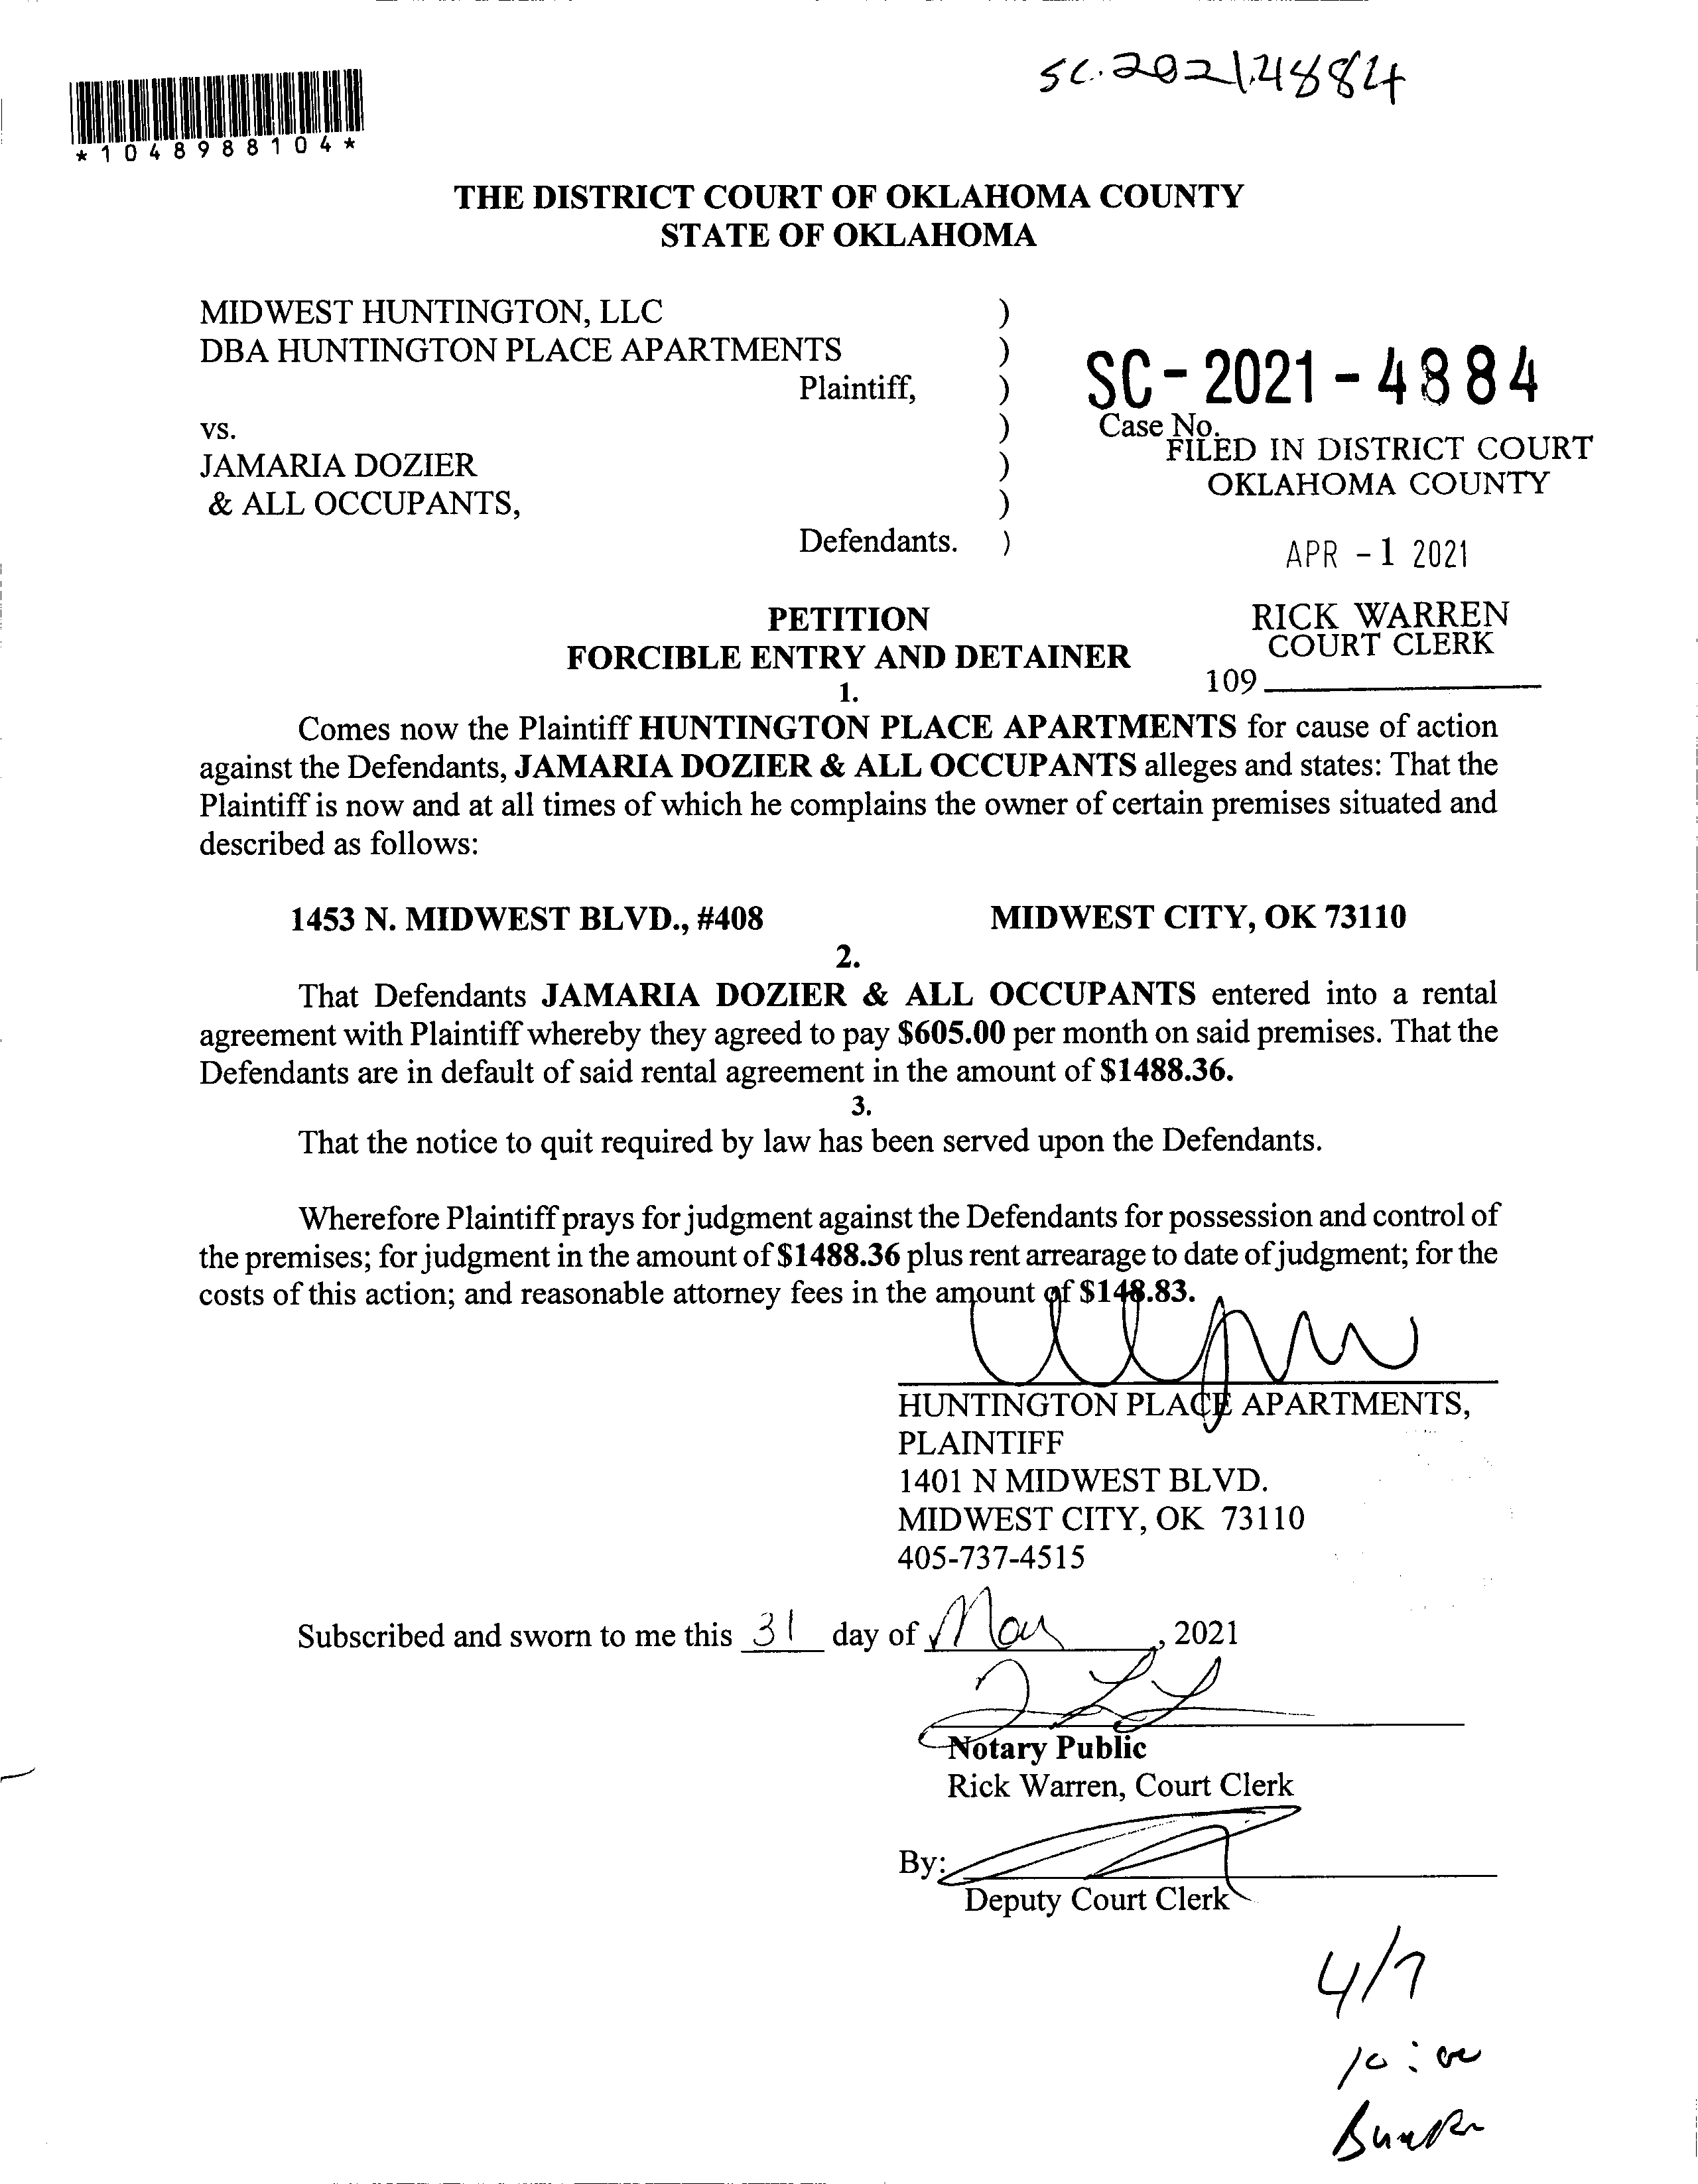 SC.2021.4884
*1048988104*
THE DISTRICT COURT OF OKLAHOMA COUNTY
STATE OF OKLAHOMA
MIDWEST HUNTINGTON, LLC )
DBA HUNTINGTON PLACE APARTMENTS )
Plaintiff, )
SC-2021-4884
vs. )
Case No.
FILED IN DISTRICT COURT
JAMARIA DOZIER )
OKLAHOMA COUNTY
& ALL OCCUPANTS, )
Defendants. )
APR -1 2021
PETITION
RICK WARREN
FORCIBLE ENTRY AND DETAINER
COURT CLERK
1.
109
Comes now the Plaintiff HUNTINGTON PLACE APARTMENTS for cause of action
against the Defendants, JAMARIA DOZIER & ALL OCCUPANTS alleges and states: That the
Plaintiff is now and at all times of which he complains the owner of certain premises situated and
described as follows:
1453 N. MIDWEST BLVD., #408 MIDWEST CITY, OK 73110
2.
That Defendants JAMARIA DOZIER & ALL OCCUPANTS entered into a rental
agreement with Plaintiff whereby they agreed to pay $605.00 per month on said premises. That the
Defendants are in default of said rental agreement in the amount of $1488.36.
3.
That the notice to quit required by law has been served upon the Defendants.
Wherefore Plaintiff prays for judgment against the Defendants for possession and control of
the premises; for judgment in the amount of $1488.36 plus rent arrearage to date of judgment; for the
costs of this action; and reasonable attorney fees in the amount of $148.83.
HUNTINGTON PLACE APARTMENTS,
PLAINTIFF
1401 N MIDWEST BLVD.
MIDWEST CITY, OK 73110
405-737-4515
Subscribed and sworn to me this 31 day of , 2021
Notary Public
Rick Warren, Court Clerk
By:
Deputy Court Clerk
4/7
10:00